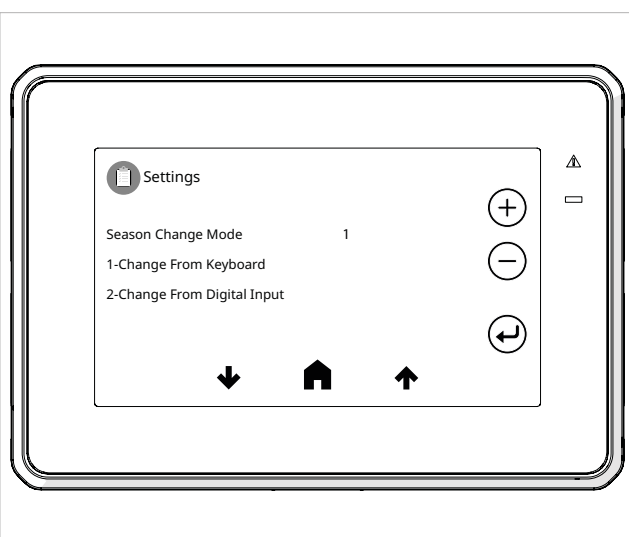 Settings
Season Change Mode 1
1-Change From Keyboard
2-Change From Digital Input